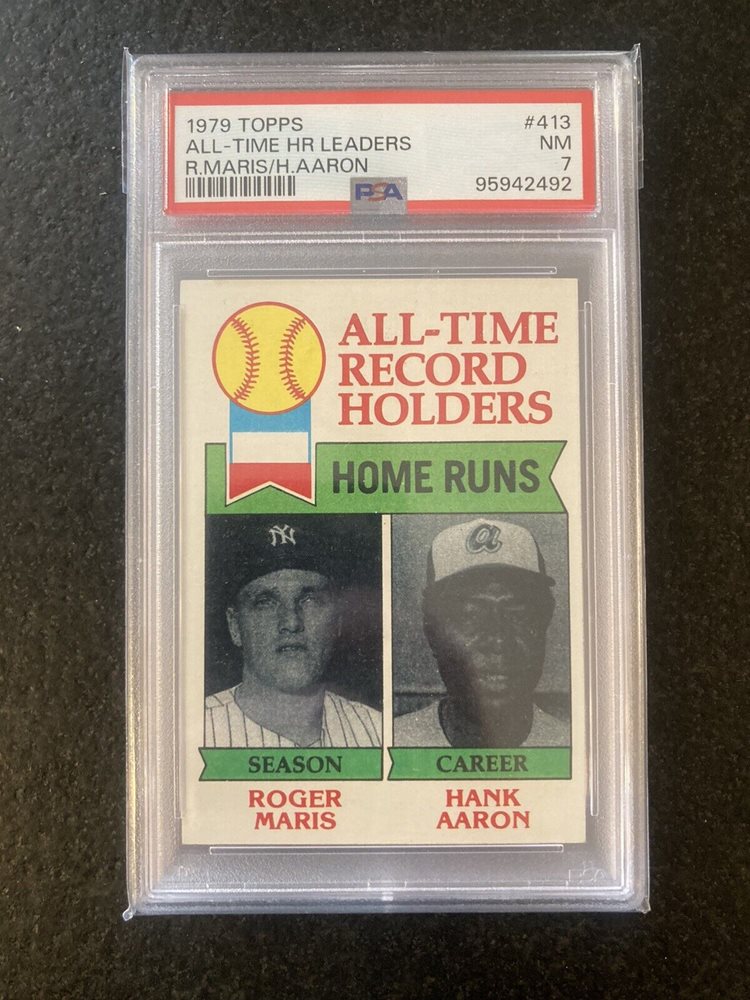 1979 TOPPS #413
ALL-TIME HR LEADERS NM
R.MARIS/H.AARON 7
PSA 95942492
ALL-TIME
RECORD
HOLDERS
HOME RUNS
NY
a
SEASON CAREER
ROGER HANK
MARIS AARON